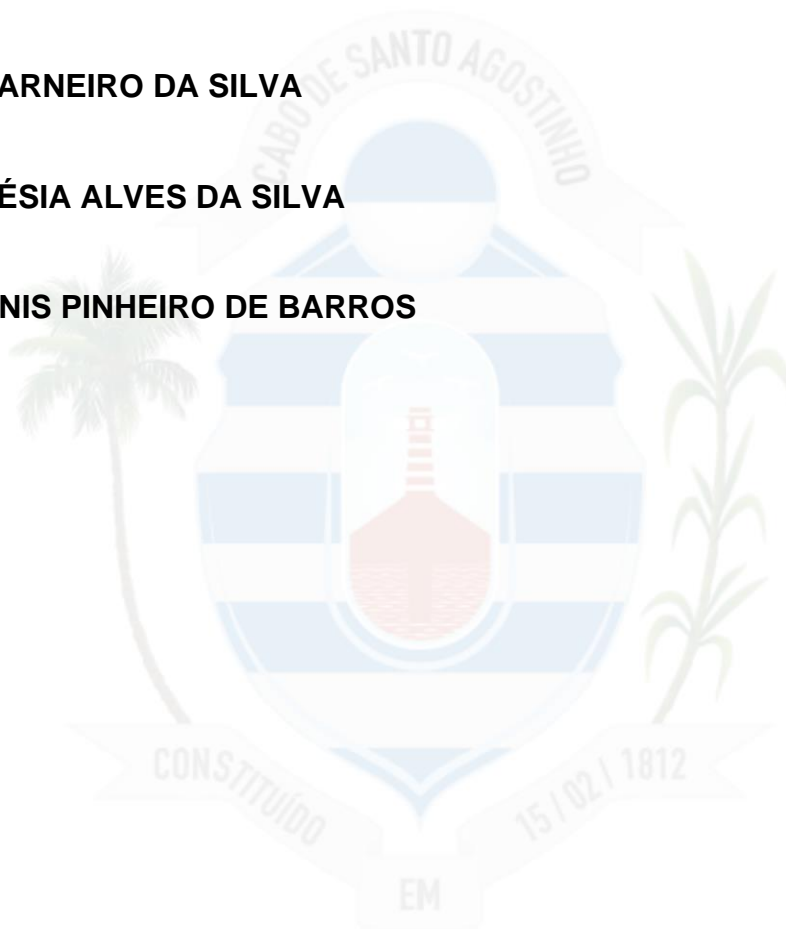 CABO DE SANTO AGOSTINHO
ARNEIRO DA SILVA
ÉSIA ALVES DA SILVA
NIS PINHEIRO DE BARROS
CONSTITUÍDO EM 15 / 02 / 1812